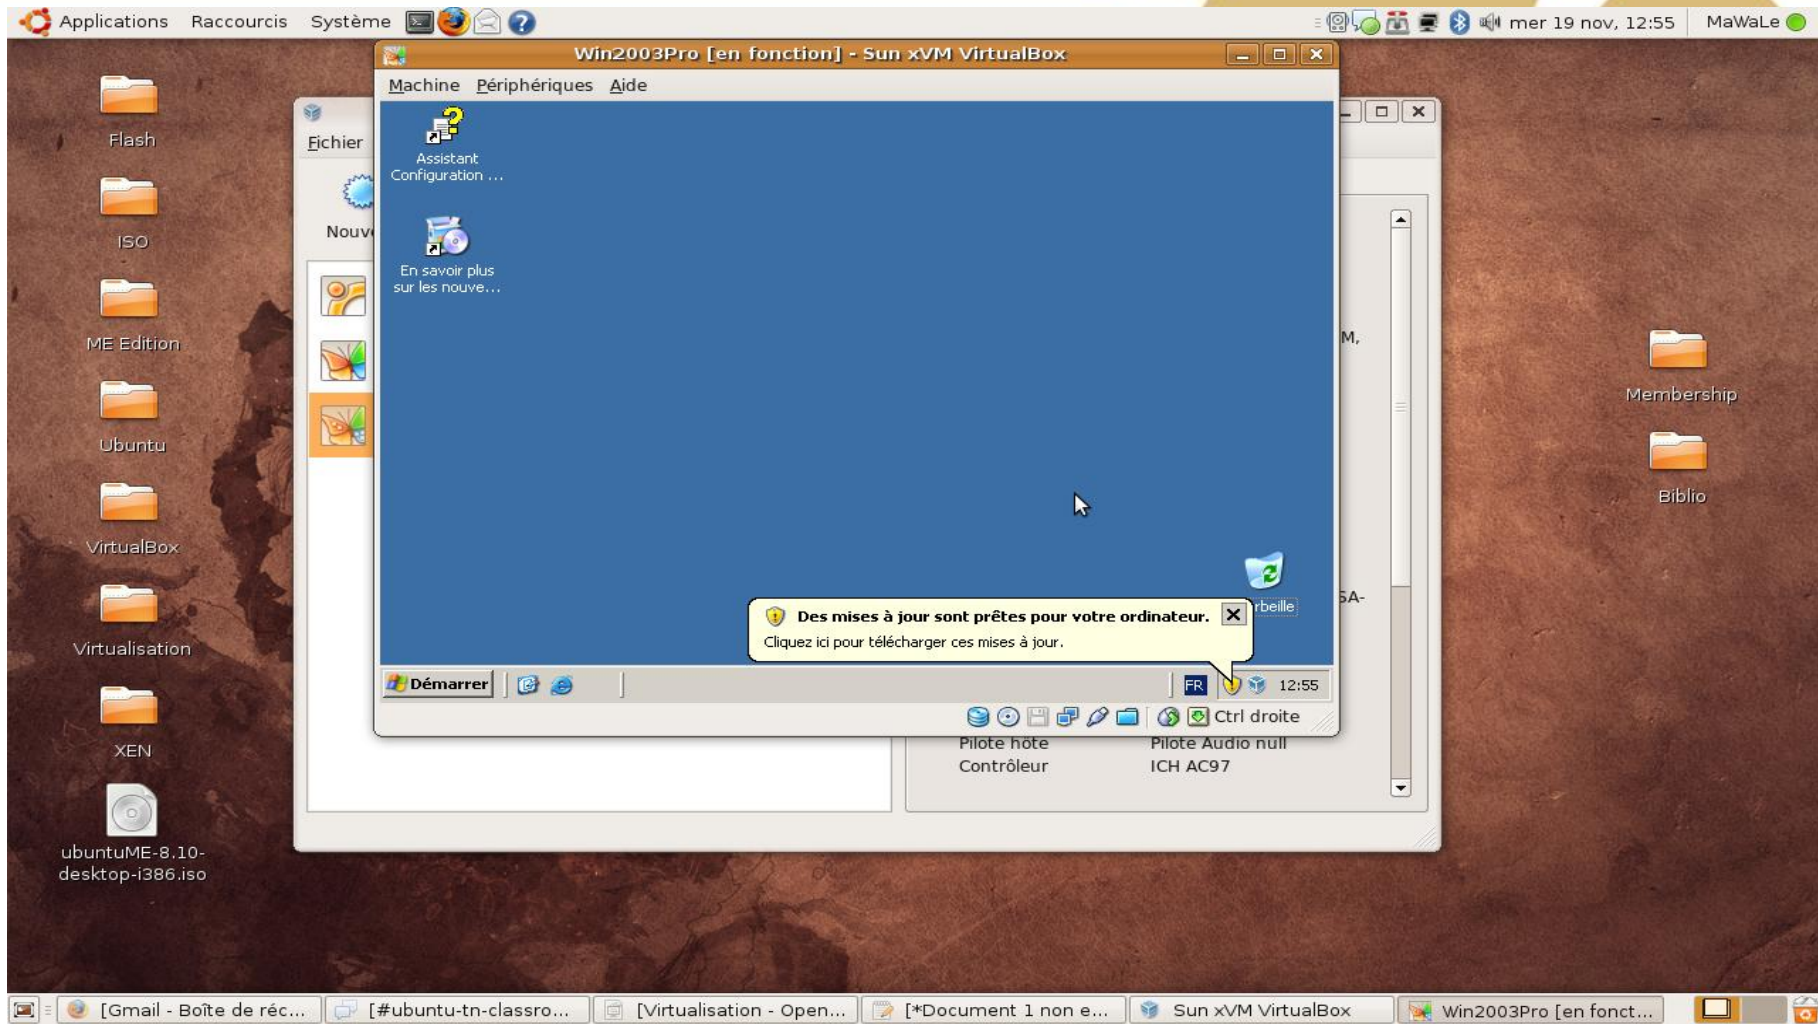 Applications Raccourcis Système
mer 19 nov, 12:55 MaWaLe
Win2003Pro [en fonction] - Sun xVM VirtualBox
Machine Périphériques Aide
Flash
ISO
ME Edition
Ubuntu
VirtualBox
Virtualisation
XEN
ubuntuME-8.10-
desktop-i386.iso
Fichier
Nouv
Assistant
Configuration ...
En savoir plus
sur les nouve...
M,
SA-
Membership
Biblio
rbeille
Des mises à jour sont prêtes pour votre ordinateur.
Cliquez ici pour télécharger ces mises à jour.
Démarrer FR 12:55
Ctrl droite
Pilote hôte Pilote Audio null
Contrôleur ICH AC97
[Gmail - Boîte de réc... [#ubuntu-tn-classro... [Virtualisation - Open... [*Document 1 non e... Sun xVM VirtualBox Win2003Pro [en fonct...